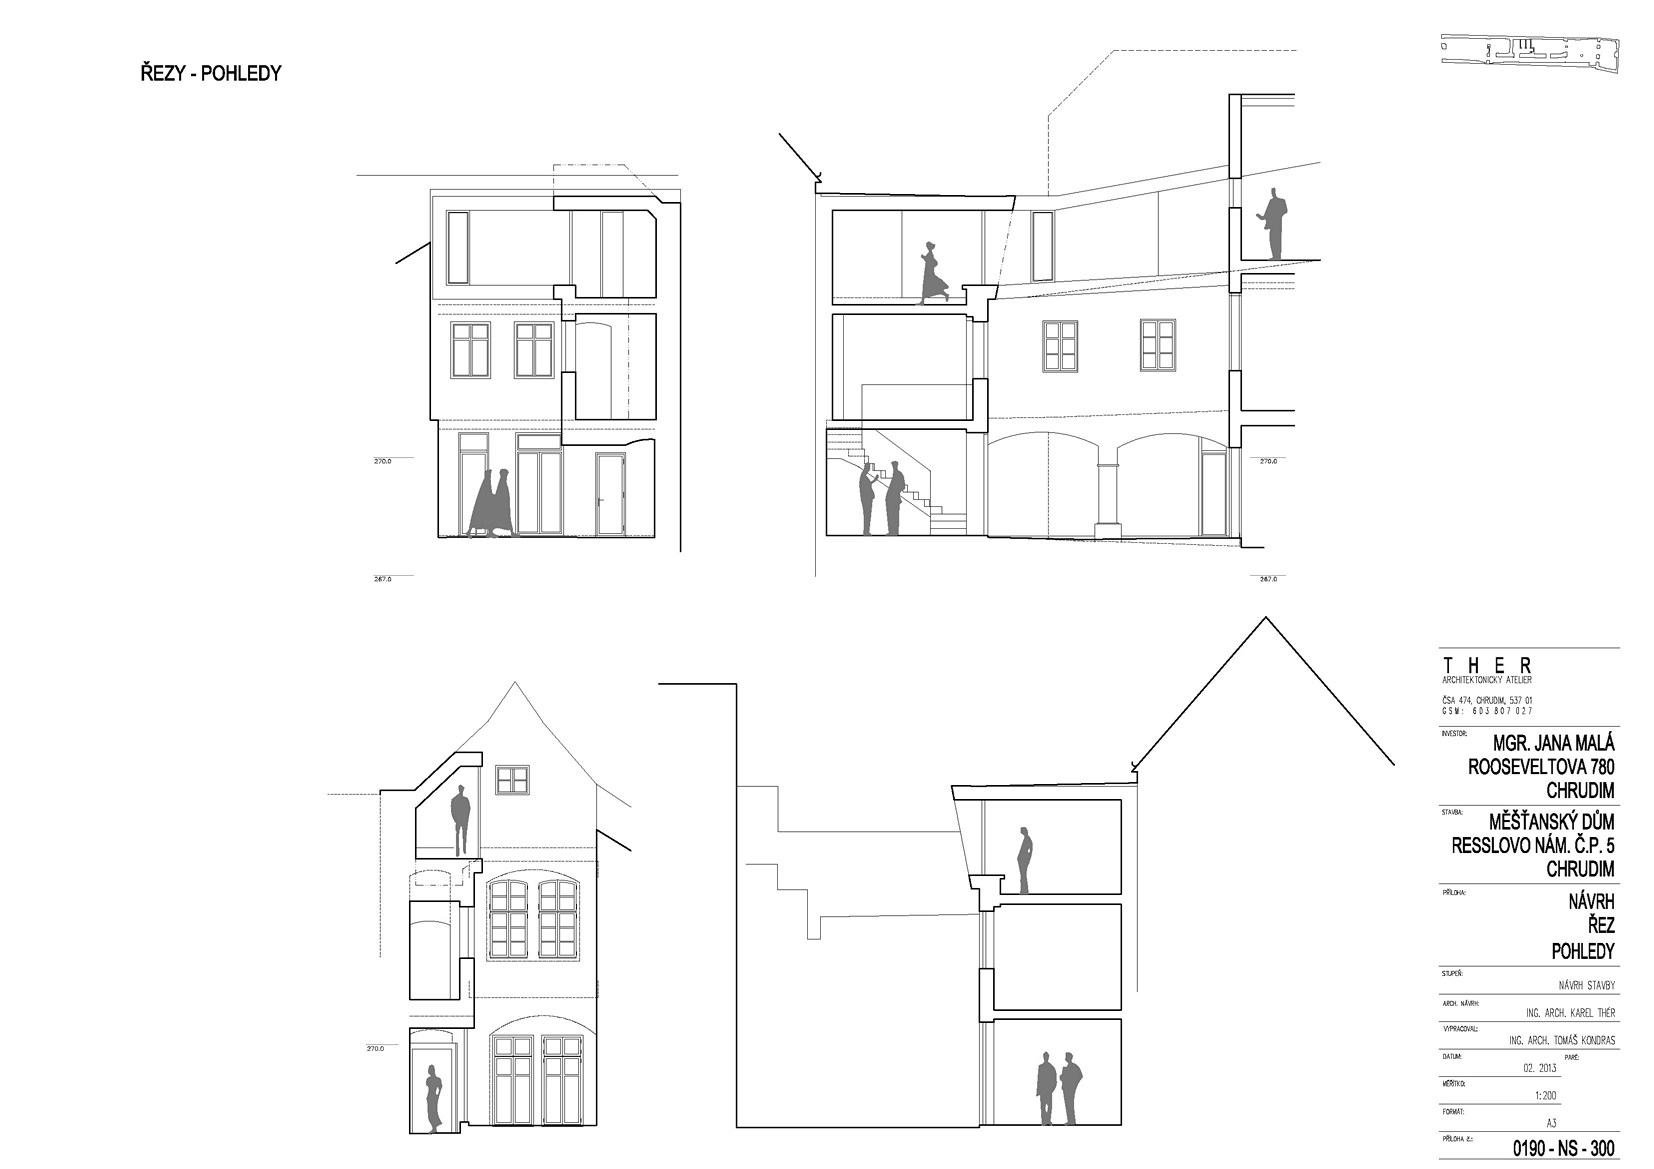 ŘEZY - POHLEDY
270.0
267.0
270.0
267.0
270.0
THER
ARCHITEKTONICKÝ ATELIER
ČSA 474, CHRUDIM, 537 01
GSM: 603 807 027
INVESTOR:
MGR. JANA MALÁ
ROOSEVELTOVA 780
CHRUDIM
STAVBA:
MĚŠŤANSKÝ DŮM
RESSLOVO NÁM. Č.P. 5
CHRUDIM
PŘÍLOHA:
NÁVRH
ŘEZ
POHLEDY
STUPEŇ:
NÁVRH STAVBY
ARCH. NÁVRH:
ING. ARCH. KAREL THÉR
VYPRACOVAL:
ING. ARCH. TOMÁŠ KONDRAS
DATUM: PARÉ:
02. 2013
MĚŘÍTKO:
1:200
FORMÁT:
A3
PŘÍLOHA Č.:
0190 - NS - 300